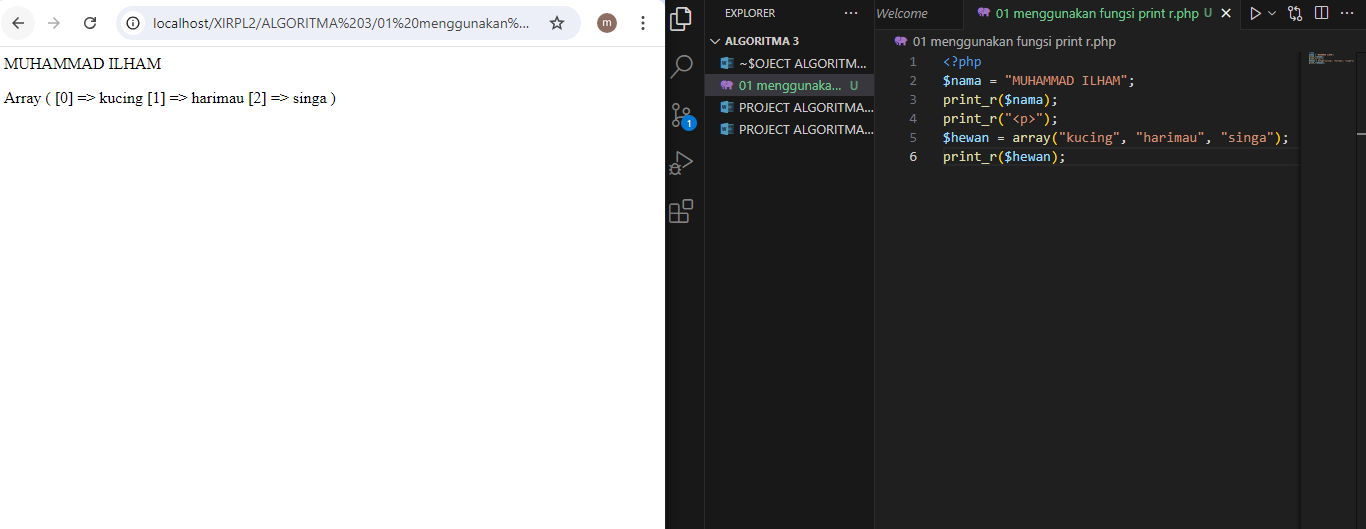 localhost/XIRPL2/ALGORITMA%203/01%20menggunakan%...
m
MUHAMMAD ILHAM
Array ( [0] => kucing [1] => harimau [2] => singa )
1
EXPLORER
ALGORITMA 3
~$OJECT ALGORITM...
01 menggunaka... U
PROJECT ALGORITMA...
PROJECT ALGORITMA...
Welcome
01 menggunakan fungsi print r.php U
01 menggunakan fungsi print r.php
1 <?php
2 $nama = "MUHAMMAD ILHAM";
3 print_r($nama);
4 print_r("<p>");
5 $hewan = array("kucing", "harimau", "singa");
6 print_r($hewan);